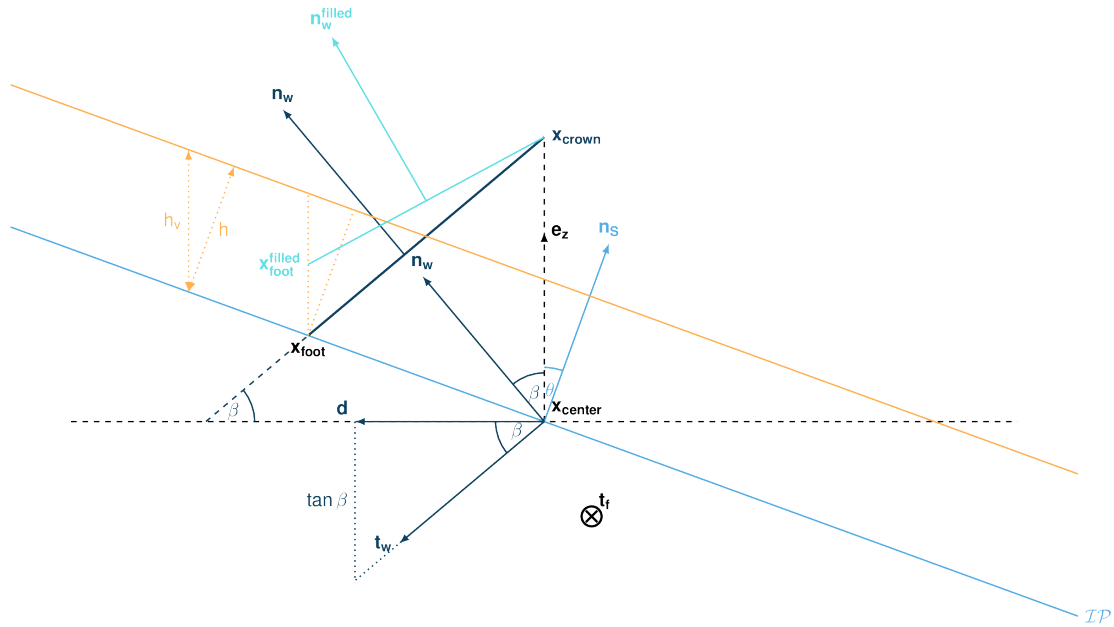 n_w^filled
n_w
x_crown
h_v
h
e_z
n_S
x_foot^filled
n_w
x_foot
β
θ
β
d
x_center
β
tan β
t_f
t_w
𝓘𝓟